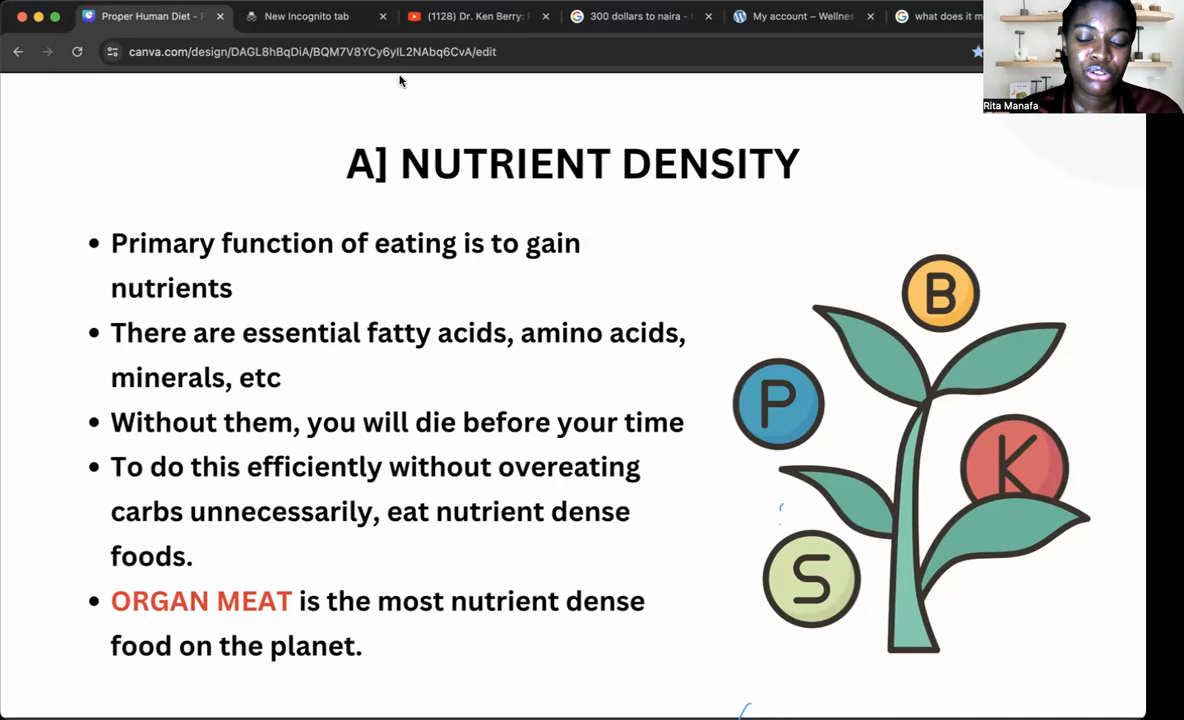 Proper Human Diet - 
New Incognito tab
(1128) Dr. Ken Berry:
300 dollars to naira -
My account – Wellnes
what does it m
canva.com/design/DAGL8hBqDiA/BQM7V8YCy6yIL2NAbq6CvA/edit
Rita Manafa
A] NUTRIENT DENSITY
• Primary function of eating is to gain
nutrients
• There are essential fatty acids, amino acids,
minerals, etc
• Without them, you will die before your time
• To do this efficiently without overeating
carbs unnecessarily, eat nutrient dense
foods.
• ORGAN MEAT is the most nutrient dense
food on the planet.
B
P
K
S